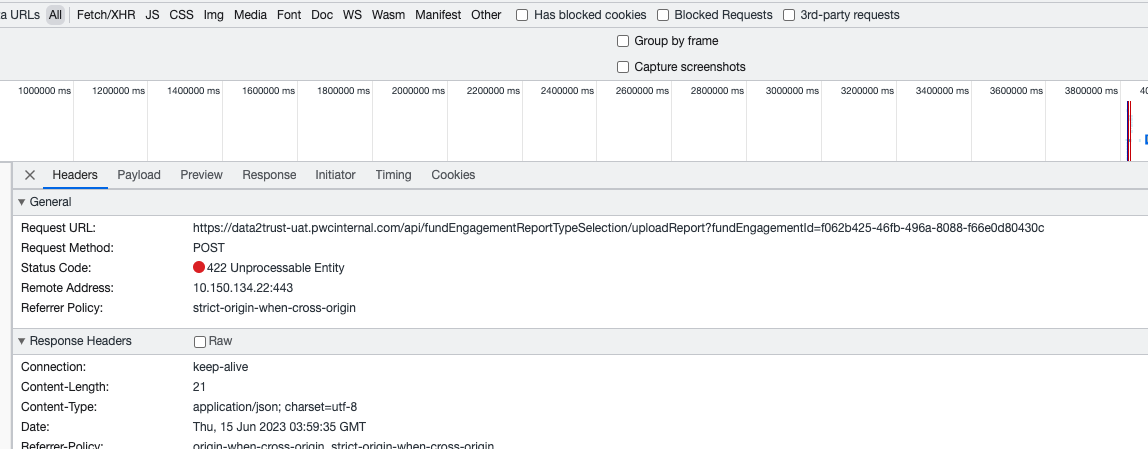 a URLs All Fetch/XHR JS CSS Img Media Font Doc WS Wasm Manifest Other Has blocked cookies Blocked Requests 3rd-party requests
Group by frame
Capture screenshots
1000000 ms 1200000 ms 1400000 ms 1600000 ms 1800000 ms 2000000 ms 2200000 ms 2400000 ms 2600000 ms 2800000 ms 3000000 ms 3200000 ms 3400000 ms 3600000 ms 3800000 ms 40
Headers Payload Preview Response Initiator Timing Cookies
General
Request URL: https://data2trust-uat.pwcinternal.com/api/fundEngagementReportTypeSelection/uploadReport?fundEngagementId=f062b425-46fb-496a-8088-f66e0d80430c
Request Method: POST
Status Code: 422 Unprocessable Entity
Remote Address: 10.150.134.22:443
Referrer Policy: strict-origin-when-cross-origin
Response Headers Raw
Connection: keep-alive
Content-Length: 21
Content-Type: application/json; charset=utf-8
Date: Thu, 15 Jun 2023 03:59:35 GMT
Referrer-Policy: origin-when-cross-origin, strict-origin-when-cross-origin